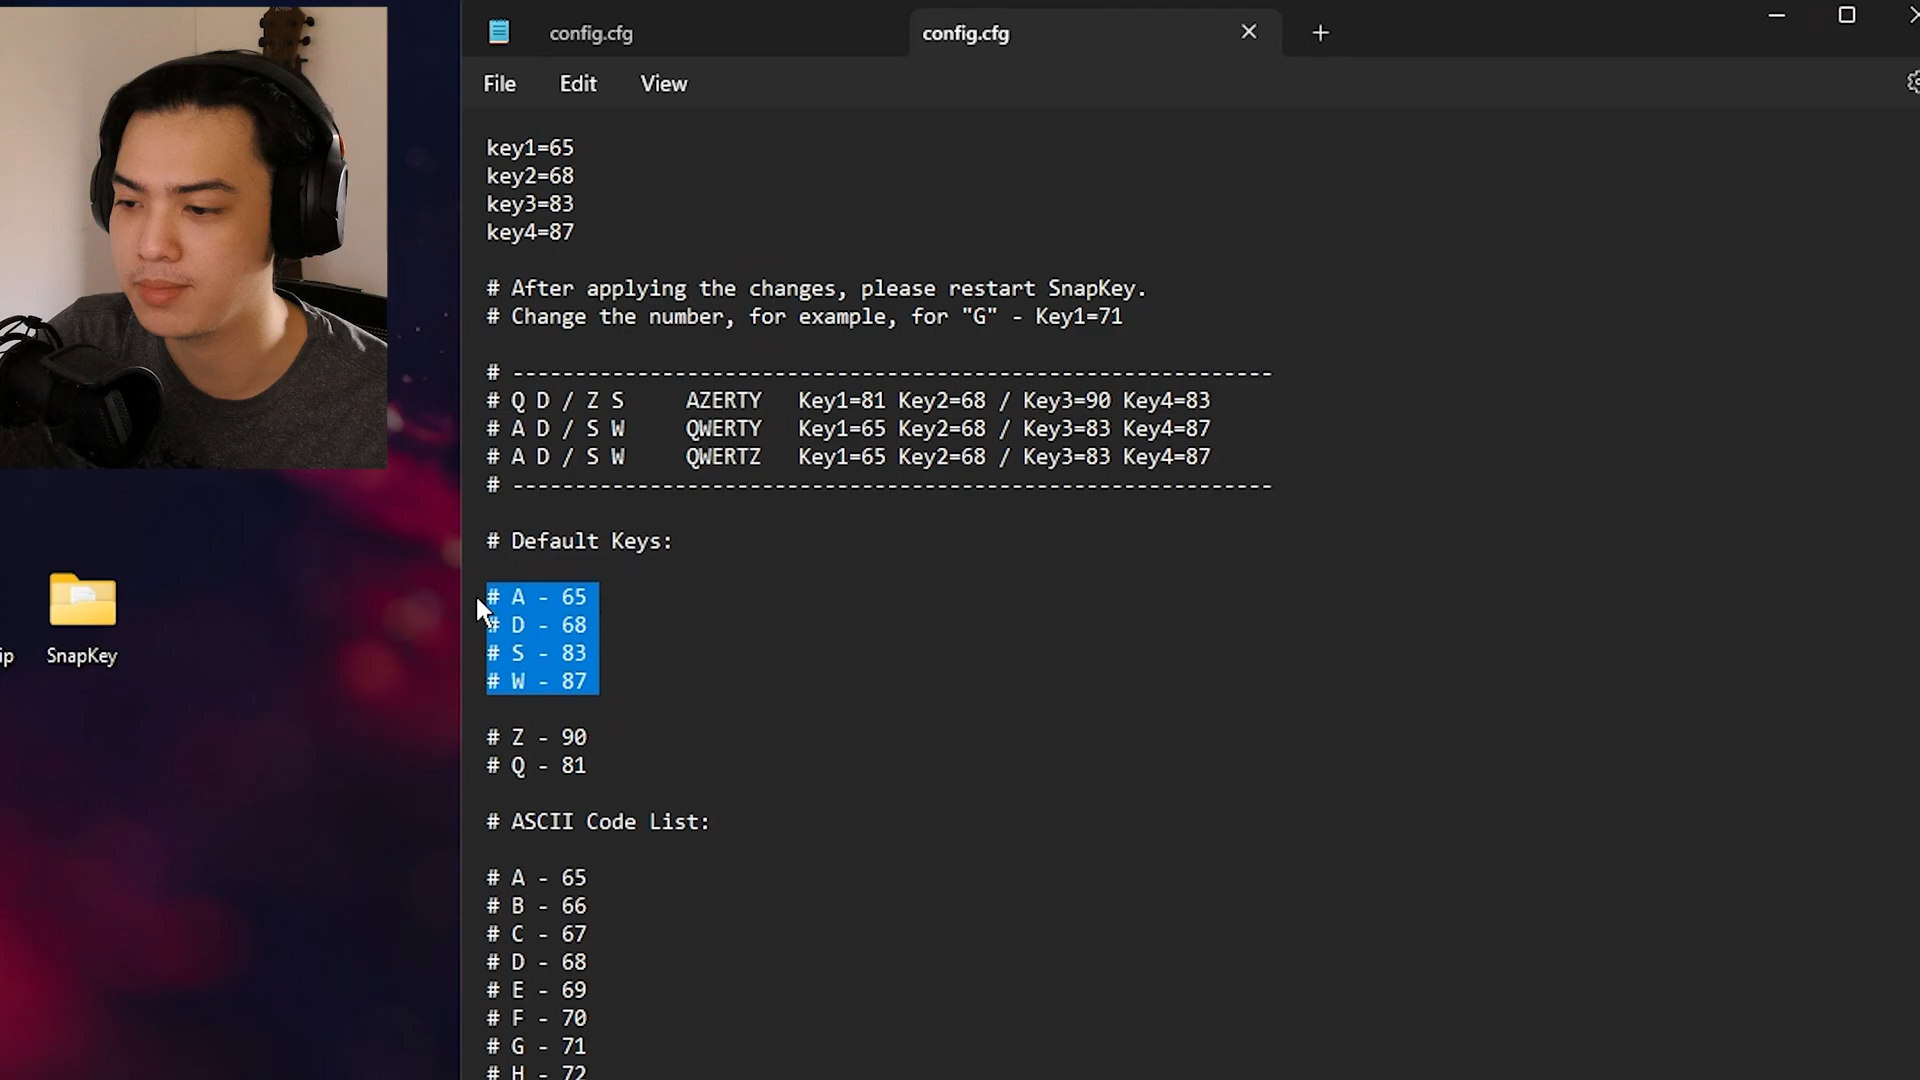 config.cfg
config.cfg
File Edit View
key1=65
key2=68
key3=83
key4=87
# After applying the changes, please restart SnapKey.
# Change the number, for example, for "G" - Key1=71
# -------------------------------------------------------------
# Q D / Z S     AZERTY   Key1=81 Key2=68 / Key3=90 Key4=83
# A D / S W     QWERTY   Key1=65 Key2=68 / Key3=83 Key4=87
# A D / S W     QWERTZ   Key1=65 Key2=68 / Key3=83 Key4=87
# -------------------------------------------------------------
# Default Keys:
# A - 65
# D - 68
# S - 83
# W - 87
# Z - 90
# Q - 81
# ASCII Code List:
# A - 65
# B - 66
# C - 67
# D - 68
# E - 69
# F - 70
# G - 71
# H - 72
ip
SnapKey